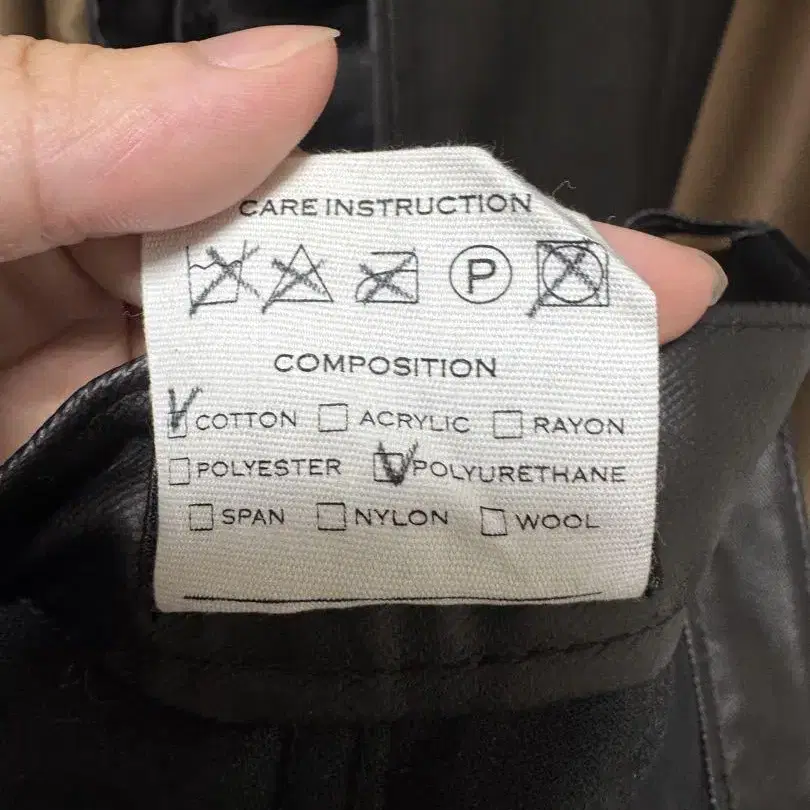 CARE INSTRUCTION
P
COMPOSITION
COTTON ACRYLIC RAYON
POLYESTER POLYURETHANE
SPAN NYLON WOOL